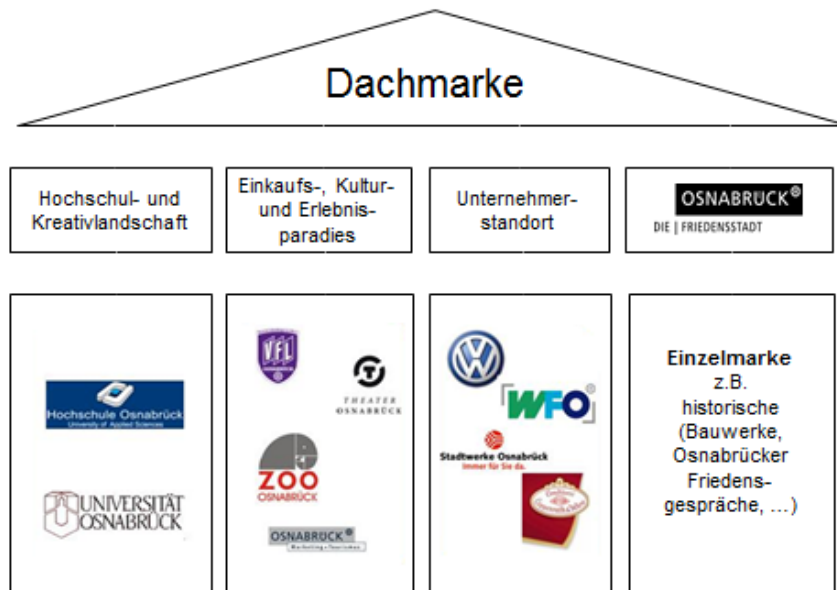 Dachmarke
Hochschul- und
Kreativlandschaft
Einkaufs-, Kultur-
und Erlebnis-
paradies
Unternehmer-
standort
OSNABRÜCK®
DIE | FRIEDENSSTADT
Hochschule Osnabrück
University of Applied Sciences
UNIVERSITÄT
OSNABRÜCK
VFL
THEATER
OSNABRÜCK
ZOO
OSNABRÜCK
OSNABRÜCK®
Marketing+Tourismus
WFO®
Stadtwerke Osnabrück
Immer für Sie da.
Einzelmarke
z.B.
historische
(Bauwerke,
Osnabrücker
Friedens-
gespräche, ...)